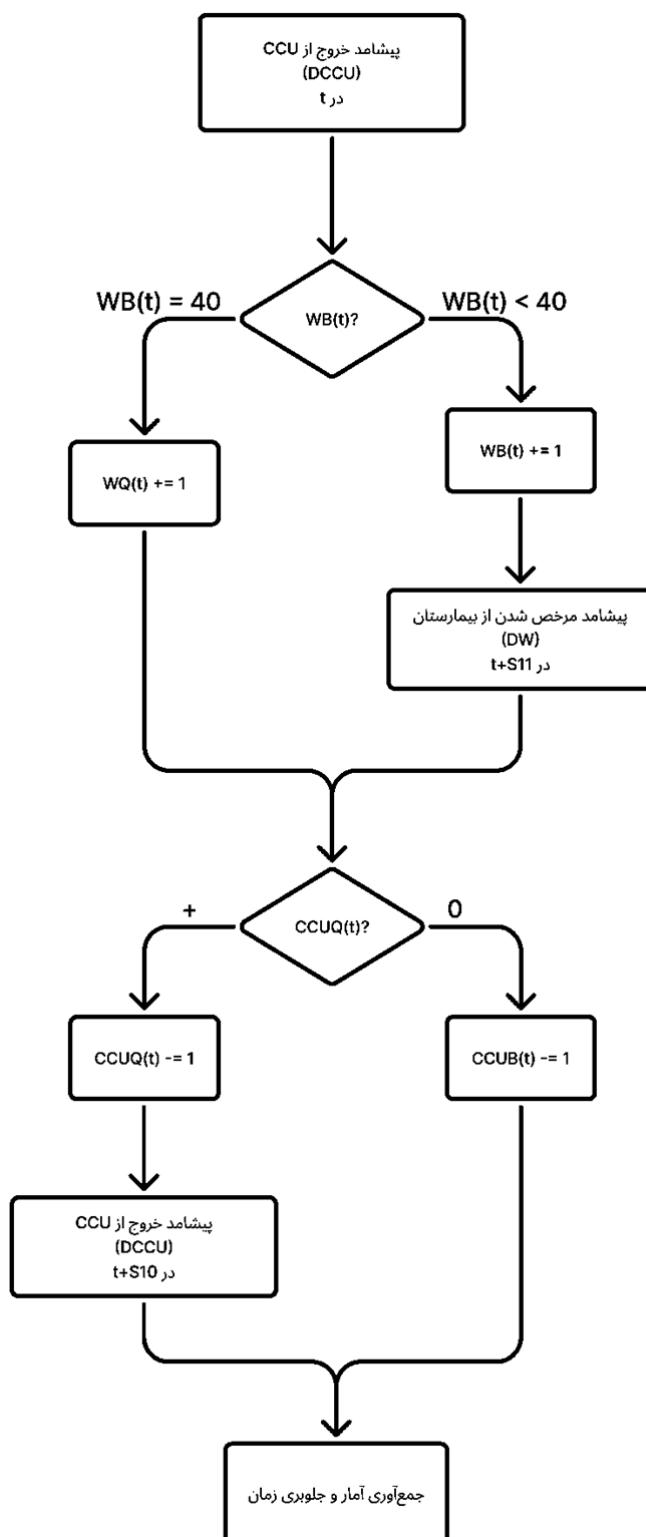 پیشامد خروج از CCU
(DCCU)
در t
WB(t)?
WB(t) = 40
WB(t) < 40
WQ(t) += 1
WB(t) += 1
پیشامد مرخص شدن از بیمارستان
(DW)
در t+S11
CCUQ(t)?
+
0
CCUQ(t) -= 1
CCUB(t) -= 1
پیشامد خروج از CCU
(DCCU)
در t+S10
جمع‌آوری آمار و جلوبری زمان